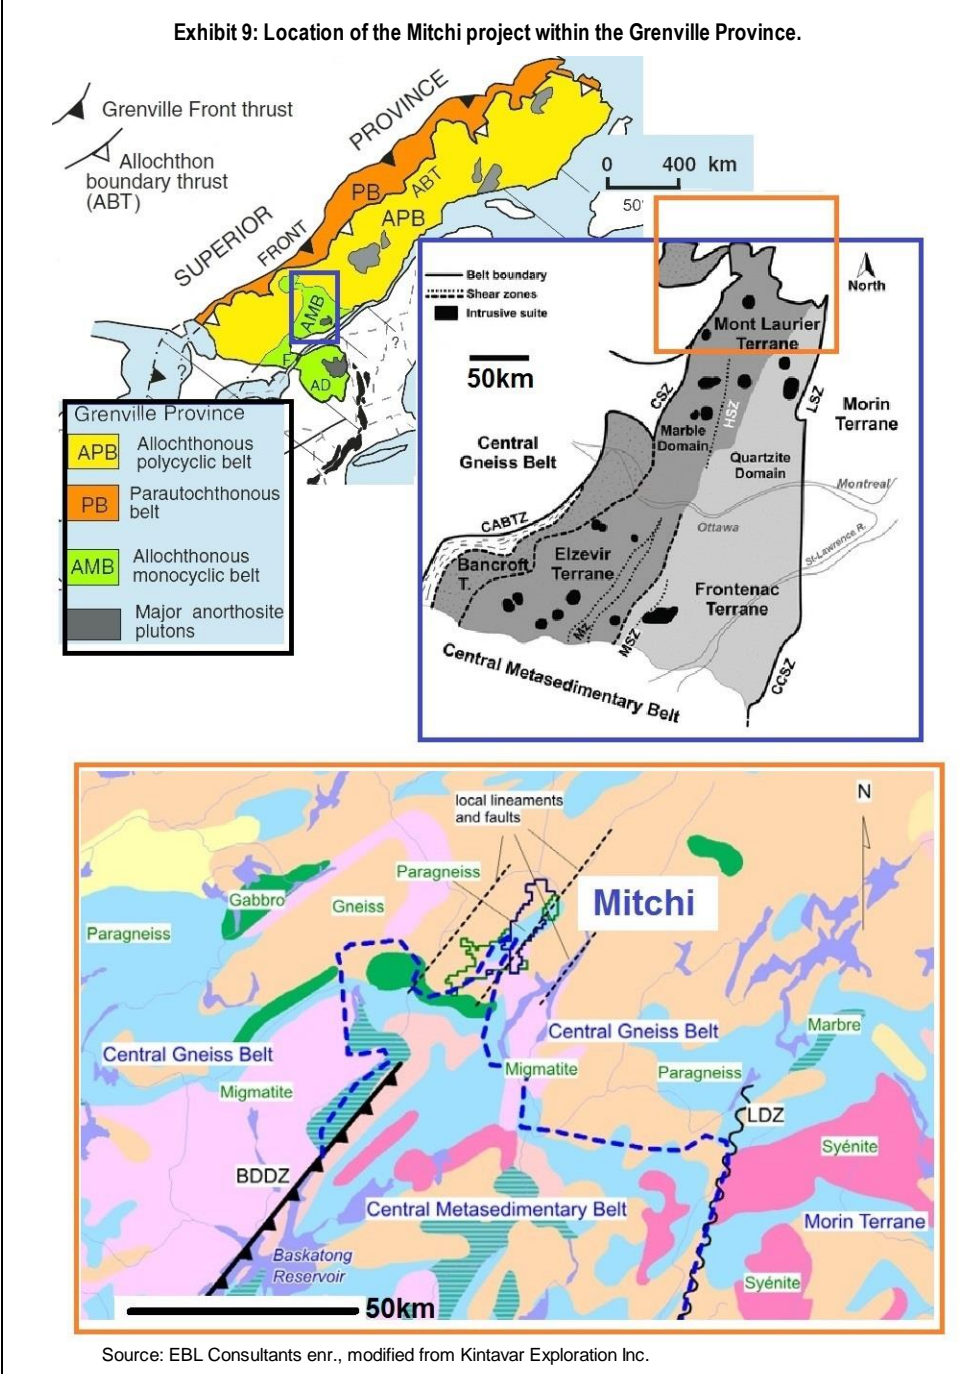 Exhibit 9: Location of the Mitchi project within the Grenville Province.
Grenville Front thrust
Allochthon
boundary thrust
(ABT)
SUPERIOR
PROVINCE
FRONT
PB
ABT
APB
AMB
F
AD
?
?
0 400 km
50'
Grenville Province
APB Allochthonous
polycyclic belt
PB Parautochthonous
belt
AMB Allochthonous
monocyclic belt
Major anorthosite
plutons
Belt boundary
Shear zones
Intrusive suite
50km
North
Mont Laurier
Terrane
CSZ
HSZ
LSZ
Morin
Terrane
Marble
Domain
Quartzite
Domain
Central
Gneiss Belt
Montreal
Ottawa
St-Lawrence R.
CABTZ
Bancroft
T.
Elzevir
Terrane
Frontenac
Terrane
MSZ
CCSZ
Central Metasedimentary Belt
local lineaments
and faults
N
Paragneiss
Mitchi
Gabbro
Gneiss
Paragneiss
Central Gneiss Belt
Marbre
Central Gneiss Belt
Migmatite
Paragneiss
Migmatite
LDZ
Syénite
BDDZ
Central Metasedimentary Belt
Morin Terrane
Baskatong
Reservoir
Syénite
50km
Source: EBL Consultants enr., modified from Kintavar Exploration Inc.